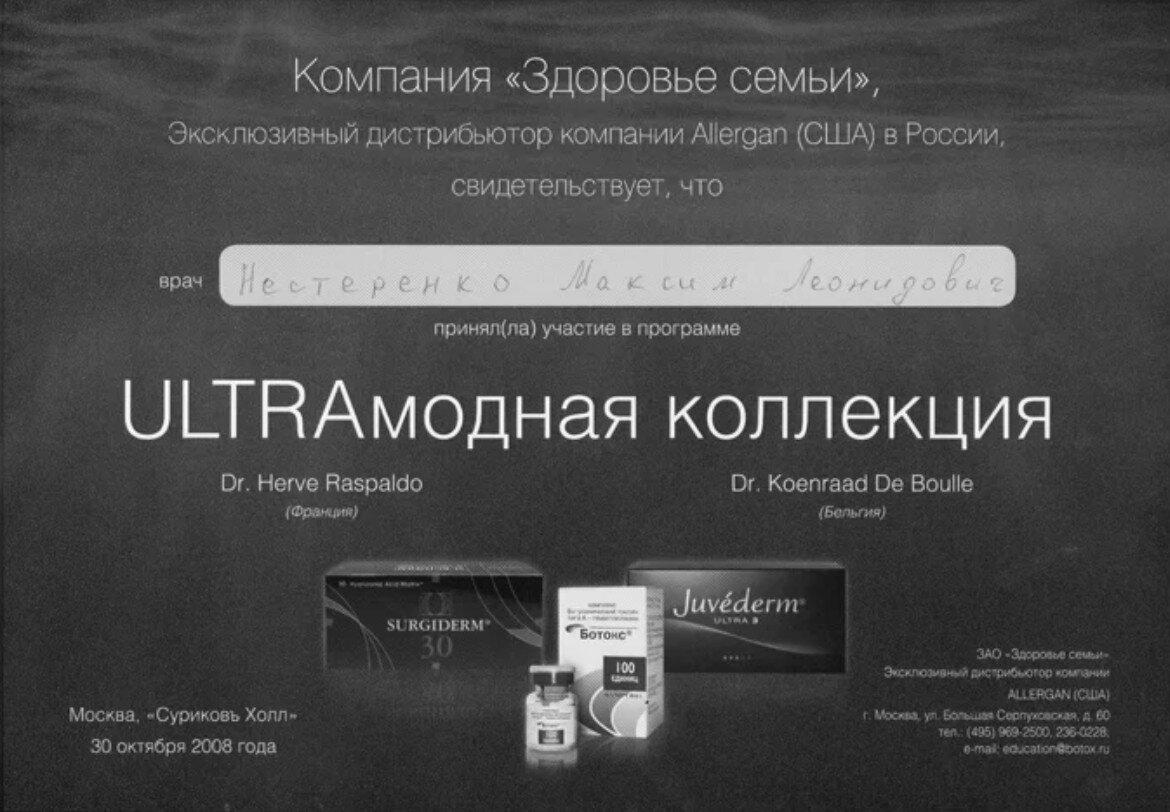 Компания «Здоровье семьи»,
Эксклюзивный дистрибьютор компании Allergan (США) в России,
свидетельствует, что
врач Нестеренко Максим Леонидович
принял(ла) участие в программе
ULTRAмодная коллекция
Dr. Herve Raspaldo
(Франция)
Dr. Koenraad De Boulle
(Бельгия)
SURGIDERM®
30
Juvéderm®
ULTRA 3
Ботокс®
100
единиц
100
Москва, «Суриковъ Холл»
30 октября 2008 года
ЗАО «Здоровье семьи»
Эксклюзивный дистрибьютор компании
ALLERGAN (США)
г. Москва, ул. Большая Серпуховская, д. 60
тел.: (495) 969-2500, 236-0228,
e-mail: education@botox.ru